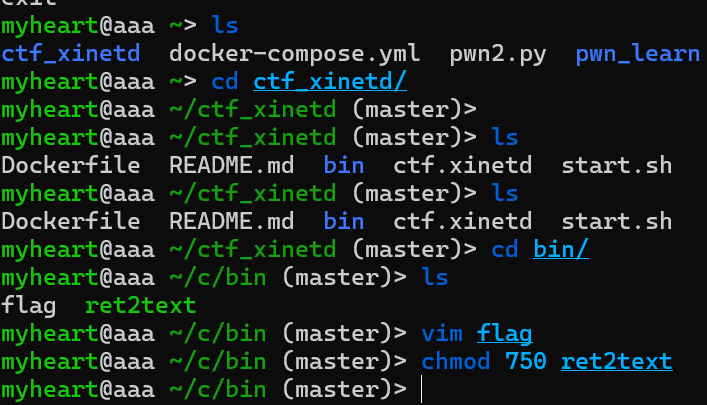 exit
myheart@aaa ~> ls
ctf_xinetd  docker-compose.yml  pwn2.py  pwn_learn
myheart@aaa ~> cd ctf_xinetd/
myheart@aaa ~/ctf_xinetd (master)>
myheart@aaa ~/ctf_xinetd (master)> ls
Dockerfile  README.md  bin  ctf.xinetd  start.sh
myheart@aaa ~/ctf_xinetd (master)> ls
Dockerfile  README.md  bin  ctf.xinetd  start.sh
myheart@aaa ~/ctf_xinetd (master)> cd bin/
myheart@aaa ~/c/bin (master)> ls
flag  ret2text
myheart@aaa ~/c/bin (master)> vim flag
myheart@aaa ~/c/bin (master)> chmod 750 ret2text
myheart@aaa ~/c/bin (master)>